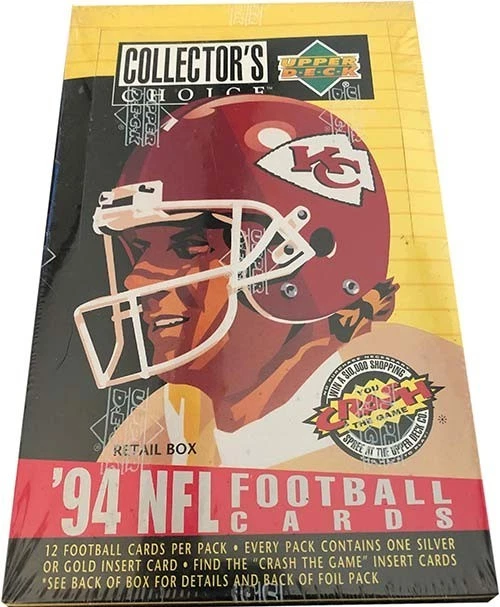 COLLECTOR'S
CHOICE™
UPPER
DECK
KC
WIN A $10,000 SHOPPING
YOU
CRASH
THE GAME
SPREE AT THE UPPER DECK CO.
*
RETAIL BOX
'94 NFL FOOTBALL
CARDS
12 FOOTBALL CARDS PER PACK • EVERY PACK CONTAINS ONE SILVER
OR GOLD INSERT CARD • FIND THE "CRASH THE GAME" INSERT CARDS
*SEE BACK OF BOX FOR DETAILS AND BACK OF FOIL PACK